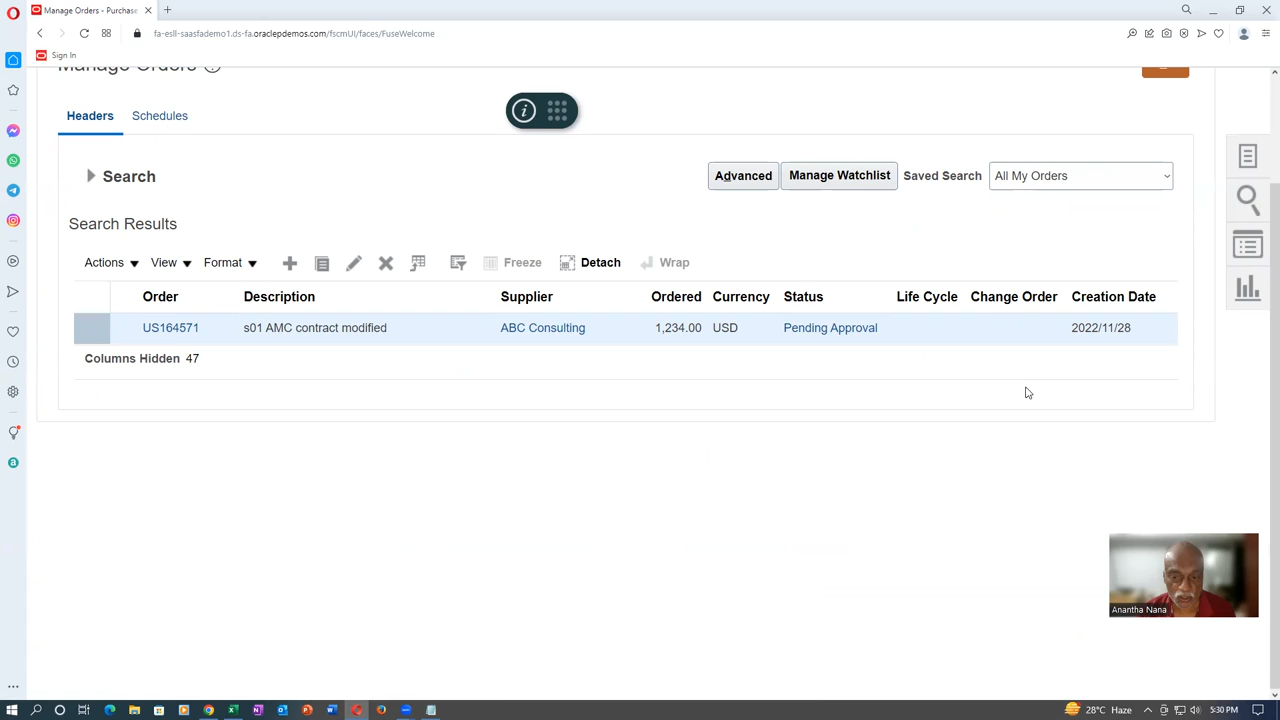 Manage Orders - Purchase
fa-esll-saasfademo1.ds-fa.oraclepdemos.com/fscmUI/faces/FuseWelcome
Sign In
Manage Orders
Headers Schedules
Search Advanced Manage Watchlist Saved Search All My Orders
Search Results
Actions View Format Freeze Detach Wrap
Order Description Supplier Ordered Currency Status Life Cycle Change Order Creation Date
US164571 s01 AMC contract modified ABC Consulting 1,234.00 USD Pending Approval 2022/11/28
Columns Hidden 47
Anantha Nana
28°C Haze 5:30 PM